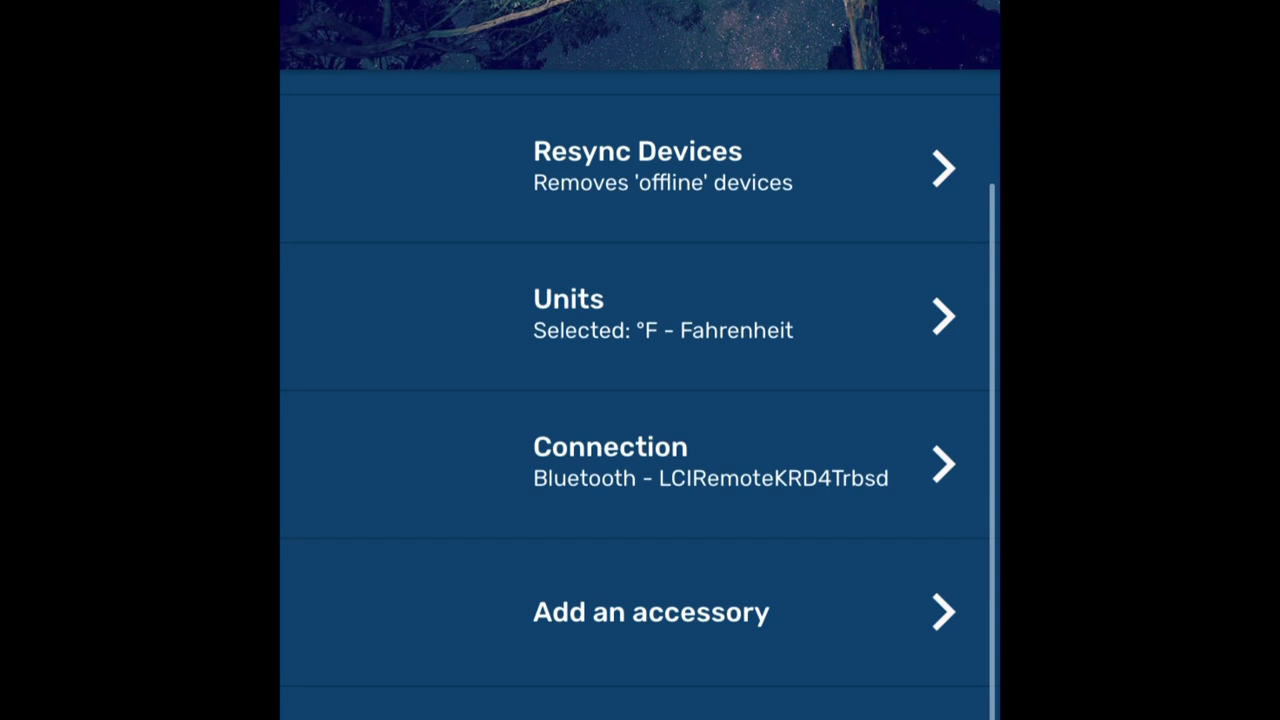 Resync Devices
Removes 'offline' devices
Units
Selected: °F - Fahrenheit
Connection
Bluetooth - LCIRemoteKRD4Trbsd
Add an accessory